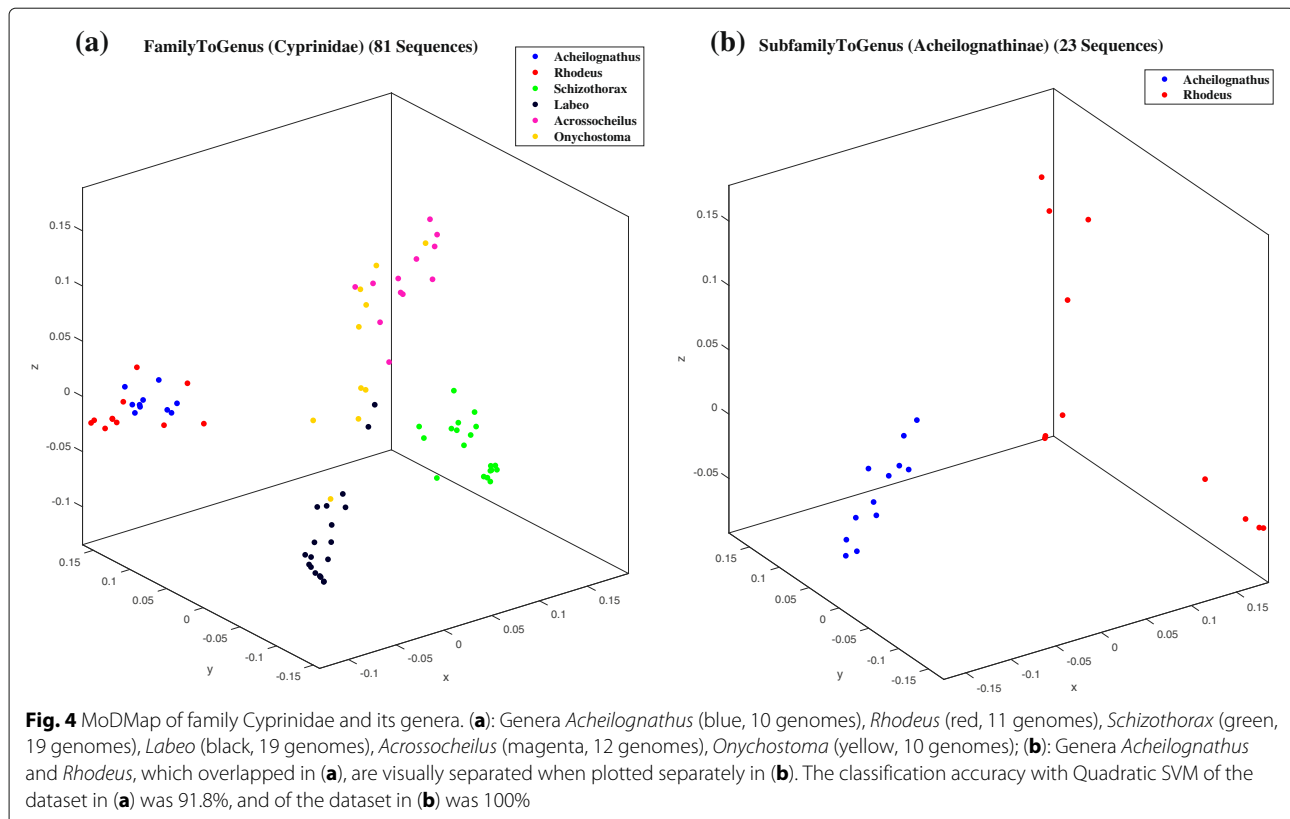 (a)
FamilyToGenus (Cyprinidae) (81 Sequences)
Acheilognathus
Rhodeus
Schizothorax
Labeo
Acrossocheilus
Onychostoma
0.15
0.1
0.05
0
-0.05
-0.1
z
0.15
0.1
0.05
0
-0.05
-0.1
-0.15
y
-0.1
-0.05
0
0.05
0.1
0.15
x
(b)
SubfamilyToGenus (Acheilognathinae) (23 Sequences)
Acheilognathus
Rhodeus
0.15
0.1
0.05
0
-0.05
z
0.15
0.1
0.05
0
-0.05
-0.1
-0.15
y
-0.15
-0.1
-0.05
0
0.05
0.1
0.15
x
Fig. 4 MoDMap of family Cyprinidae and its genera. (a): Genera Acheilognathus (blue, 10 genomes), Rhodeus (red, 11 genomes), Schizothorax (green,
19 genomes), Labeo (black, 19 genomes), Acrossocheilus (magenta, 12 genomes), Onychostoma (yellow, 10 genomes); (b): Genera Acheilognathus
and Rhodeus, which overlapped in (a), are visually separated when plotted separately in (b). The classification accuracy with Quadratic SVM of the
dataset in (a) was 91.8%, and of the dataset in (b) was 100%